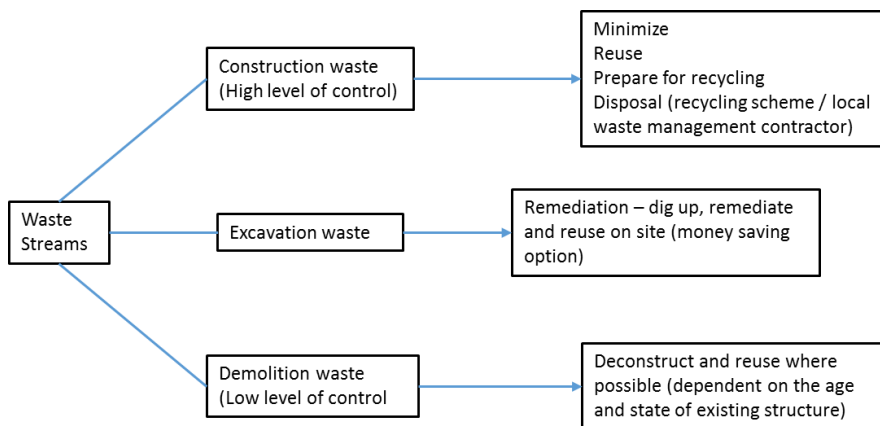 Waste
Streams
Construction waste
(High level of control)
Minimize
Reuse
Prepare for recycling
Disposal (recycling scheme / local
waste management contractor)
Excavation waste
Remediation – dig up, remediate
and reuse on site (money saving
option)
Demolition waste
(Low level of control
Deconstruct and reuse where
possible (dependent on the age
and state of existing structure)